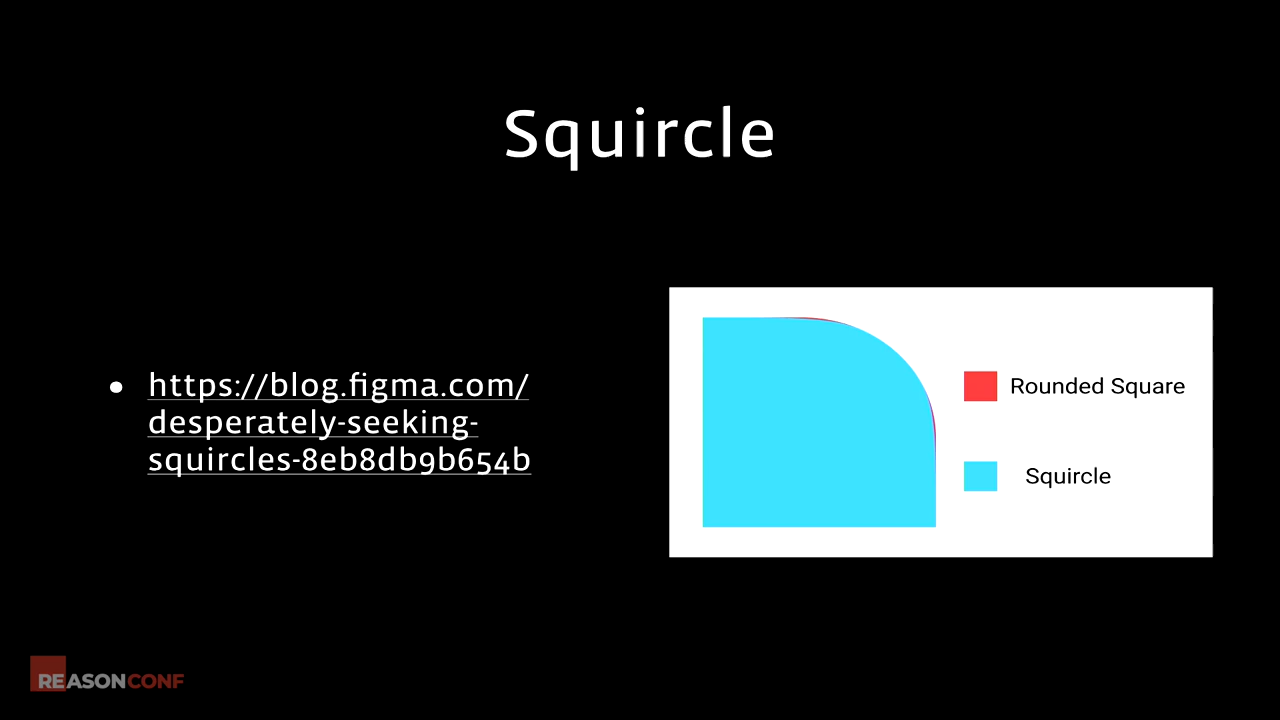 Squircle
https://blog.figma.com/
desperately-seeking-
squircles-8eb8db9b654b
Rounded Square
Squircle
REASONCONF